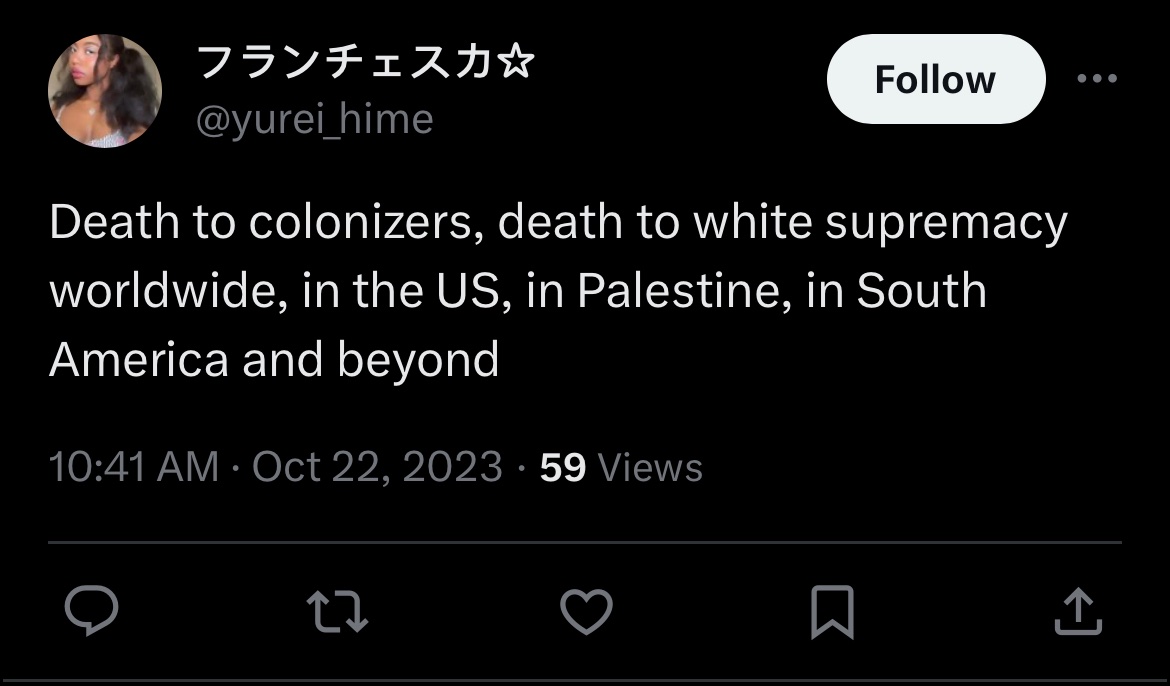 フランチェスカ☆
@yurei_hime
Follow
Death to colonizers, death to white supremacy
worldwide, in the US, in Palestine, in South
America and beyond
10:41 AM · Oct 22, 2023 · 59 Views